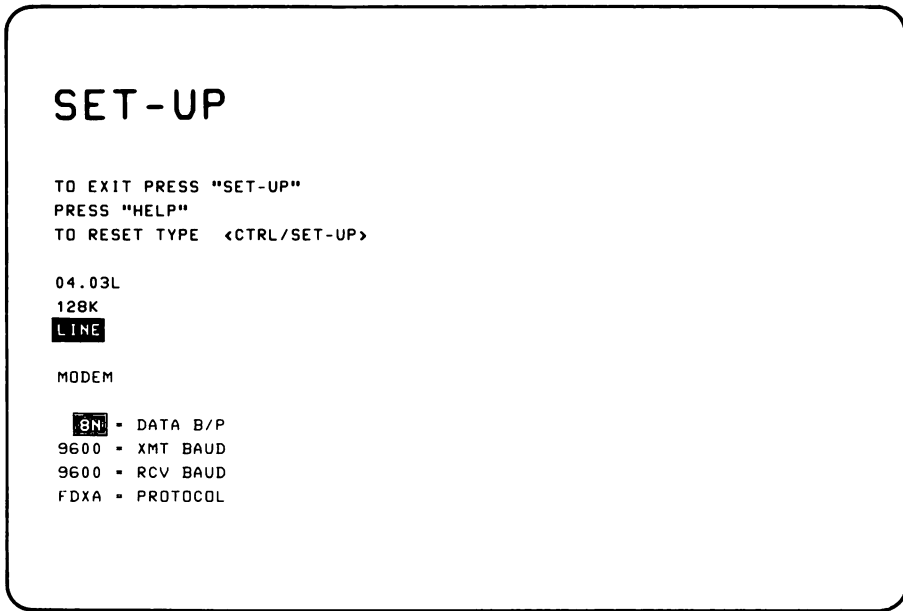 SET-UP
TO EXIT PRESS "SET-UP"
PRESS "HELP"
TO RESET TYPE <CTRL/SET-UP>
04.03L
128K
LINE
MODEM
8N = DATA B/P
9600 = XMT BAUD
9600 = RCV BAUD
FDXA = PROTOCOL